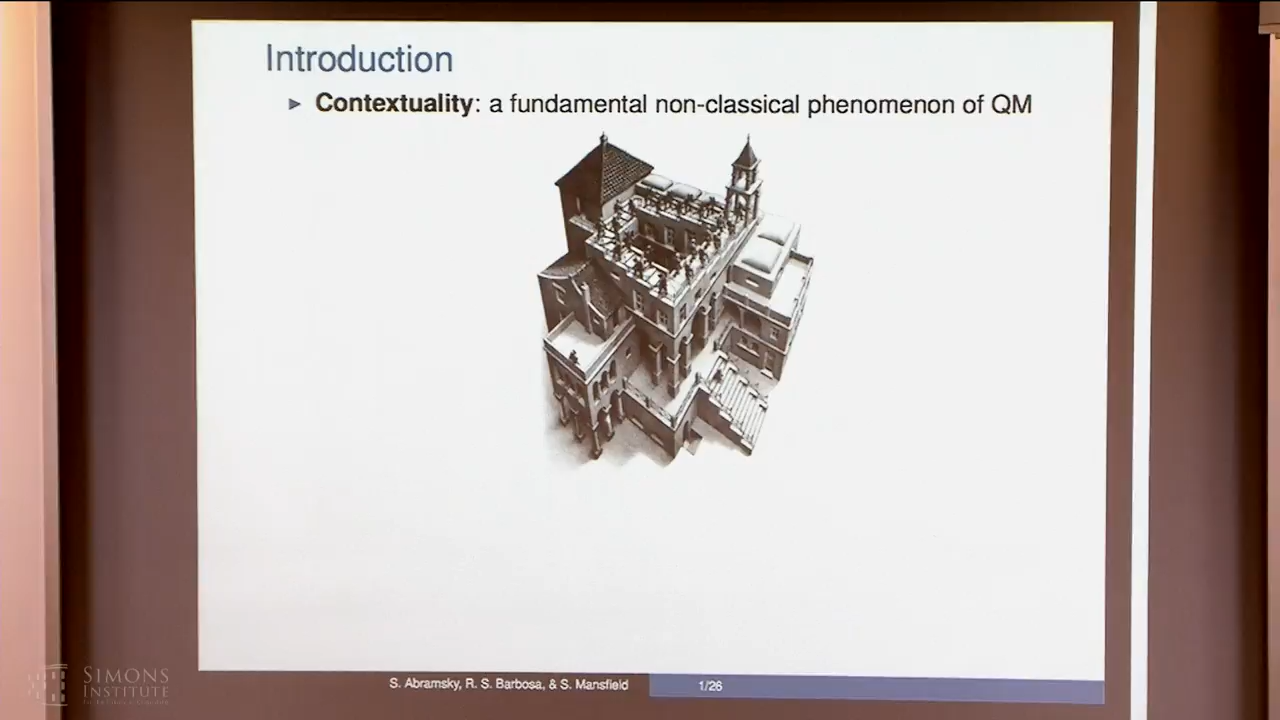 Introduction
► Contextuality: a fundamental non-classical phenomenon of QM
S. Abramsky, R. S. Barbosa, & S. Mansfield
1/26
SIMONS
INSTITUTE